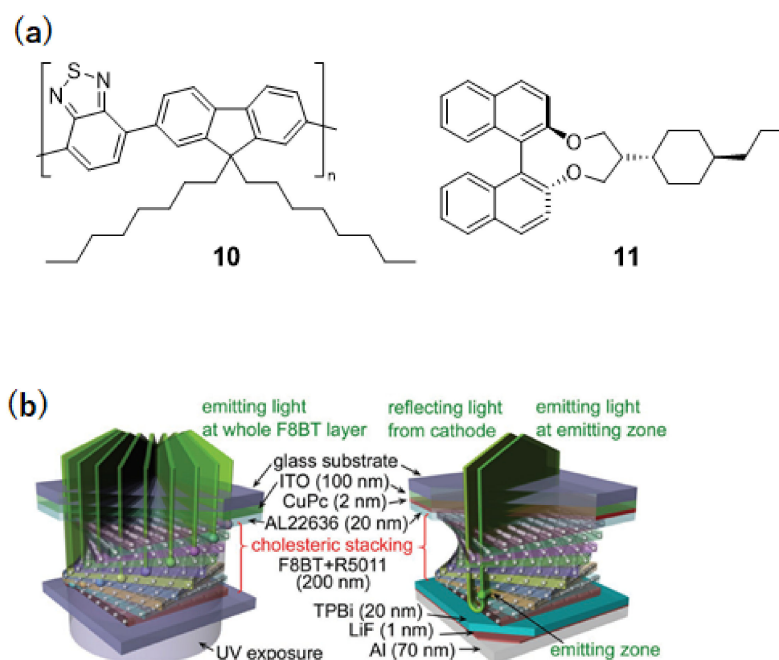 (a)
S
N
N
n
10
O
O
11
(b)
emitting light
at whole F8BT layer
reflecting light
from cathode
emitting light
at emitting zone
glass substrate
ITO (100 nm)
CuPc (2 nm)
AL22636 (20 nm)
cholesteric stacking
F8BT+R5011
(200 nm)
TPBi (20 nm)
LiF (1 nm)
Al (70 nm)
UV exposure
emitting zone